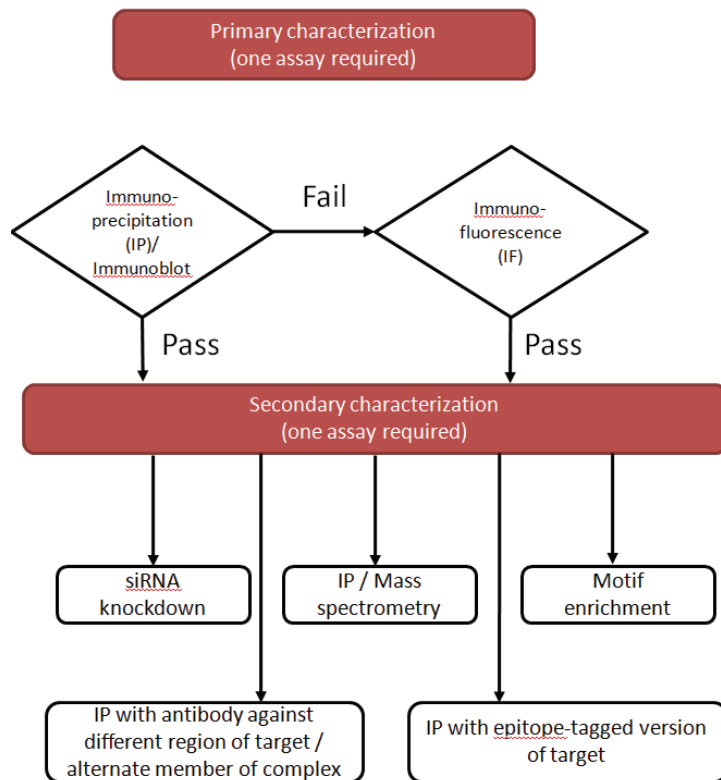 Primary characterization
(one assay required)
Immuno-
precipitation
(IP)/
Immunoblot
Fail
Immuno-
fluorescence
(IF)
Pass
Pass
Secondary characterization
(one assay required)
siRNA
knockdown
IP / Mass
spectrometry
Motif
enrichment
IP with antibody against
different region of target /
alternate member of complex
IP with epitope-tagged version
of target